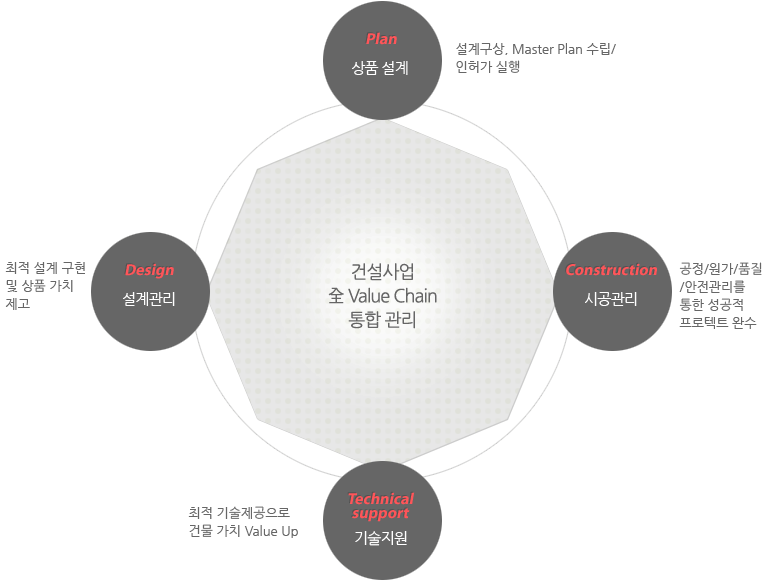 Plan
상품 설계
설계구상, Master Plan 수립/
인허가 실행
Design
설계관리
최적 설계 구현
및 상품 가치
제고
건설사업
全 Value Chain
통합 관리
Construction
시공관리
공정/원가/품질
/안전관리를
통한 성공적
프로텍트 완수
Technical
support
기술지원
최적 기술제공으로
건물 가치 Value Up